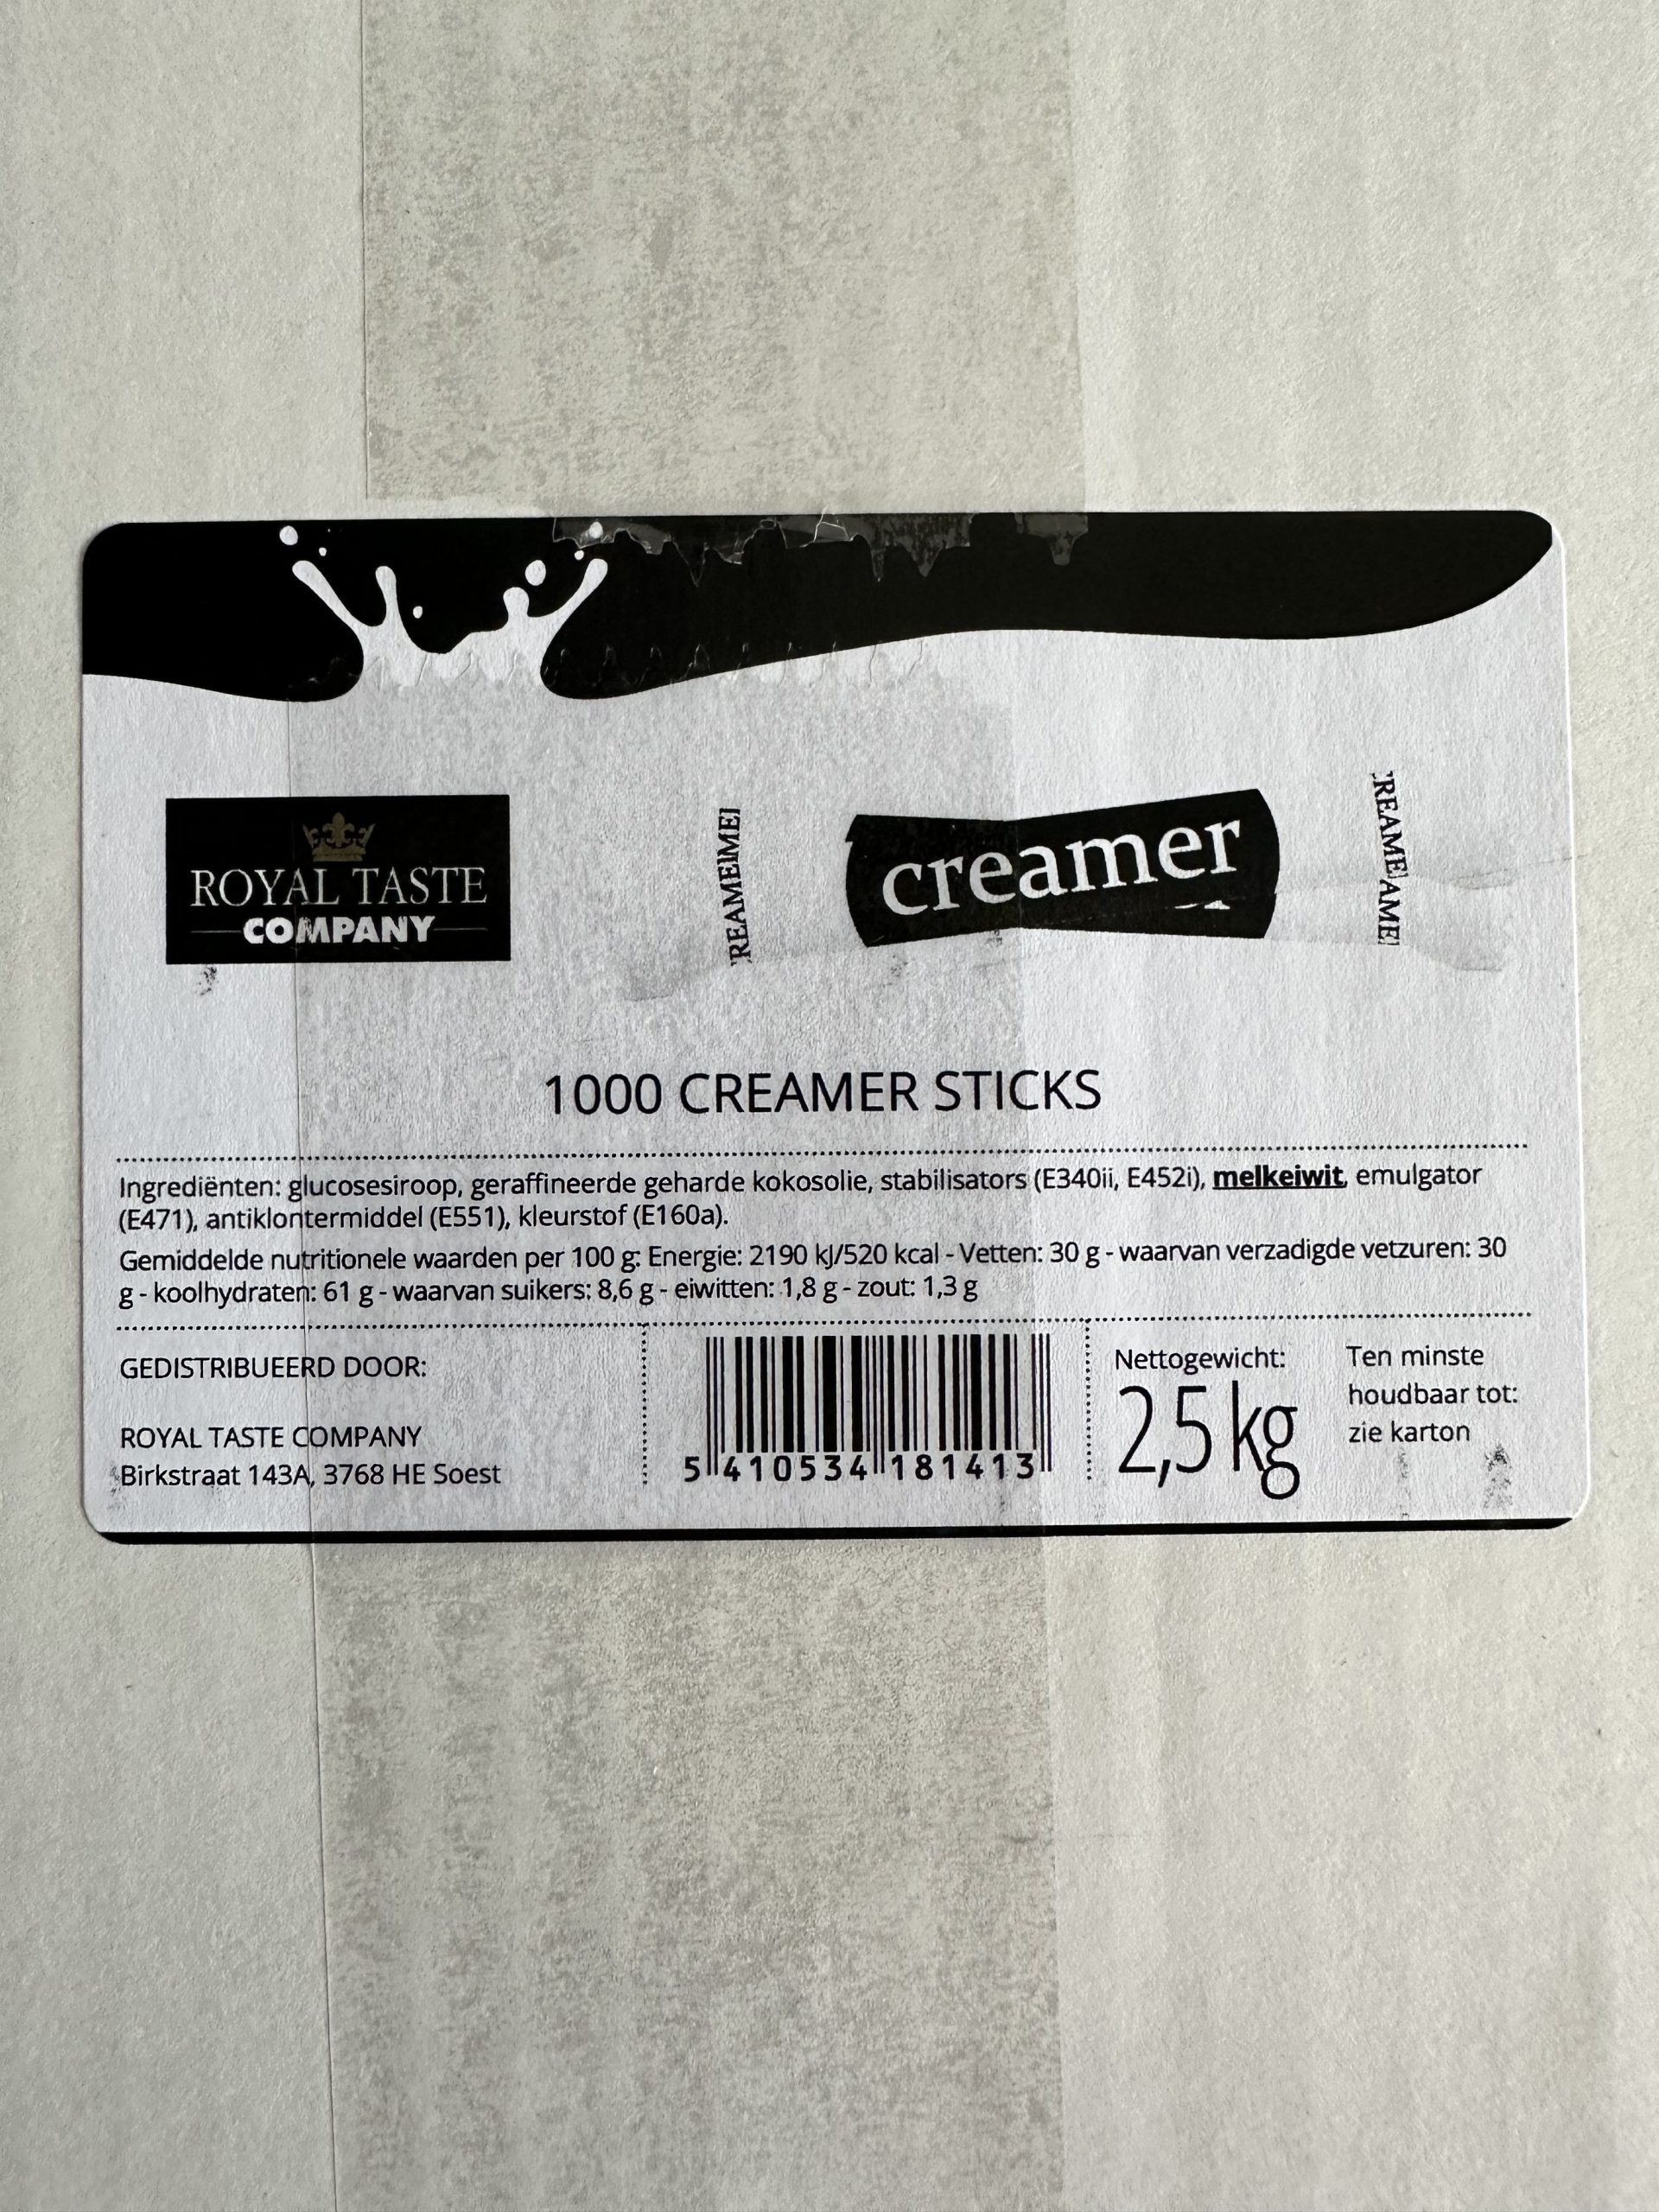 ROYAL TASTE
COMPANY
creamer
1000 CREAMER STICKS
Ingrediënten: glucosesiroop, geraffineerde geharde kokosolie, stabilisators (E340ii, E452i), melkeiwit, emulgator
(E471), antiklontermiddel (E551), kleurstof (E160a).
Gemiddelde nutritionele waarden per 100 g: Energie: 2190 kJ/520 kcal - Vetten: 30 g - waarvan verzadigde vetzuren: 30
g - koolhydraten: 61 g - waarvan suikers: 8,6 g - eiwitten: 1,8 g - zout: 1,3 g
GEDISTRIBUEERD DOOR:
ROYAL TASTE COMPANY
Birkstraat 143A, 3768 HE Soest
5 410534 181413
Nettogewicht:
2,5 kg
Ten minste
houdbaar tot:
zie karton